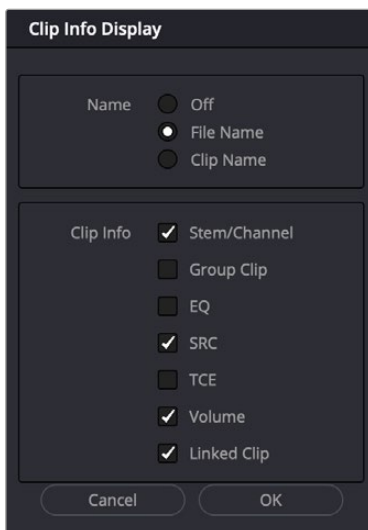 Clip Info Display
Name Off
File Name
Clip Name
Clip Info Stem/Channel
Group Clip
EQ
SRC
TCE
Volume
Linked Clip
Cancel OK